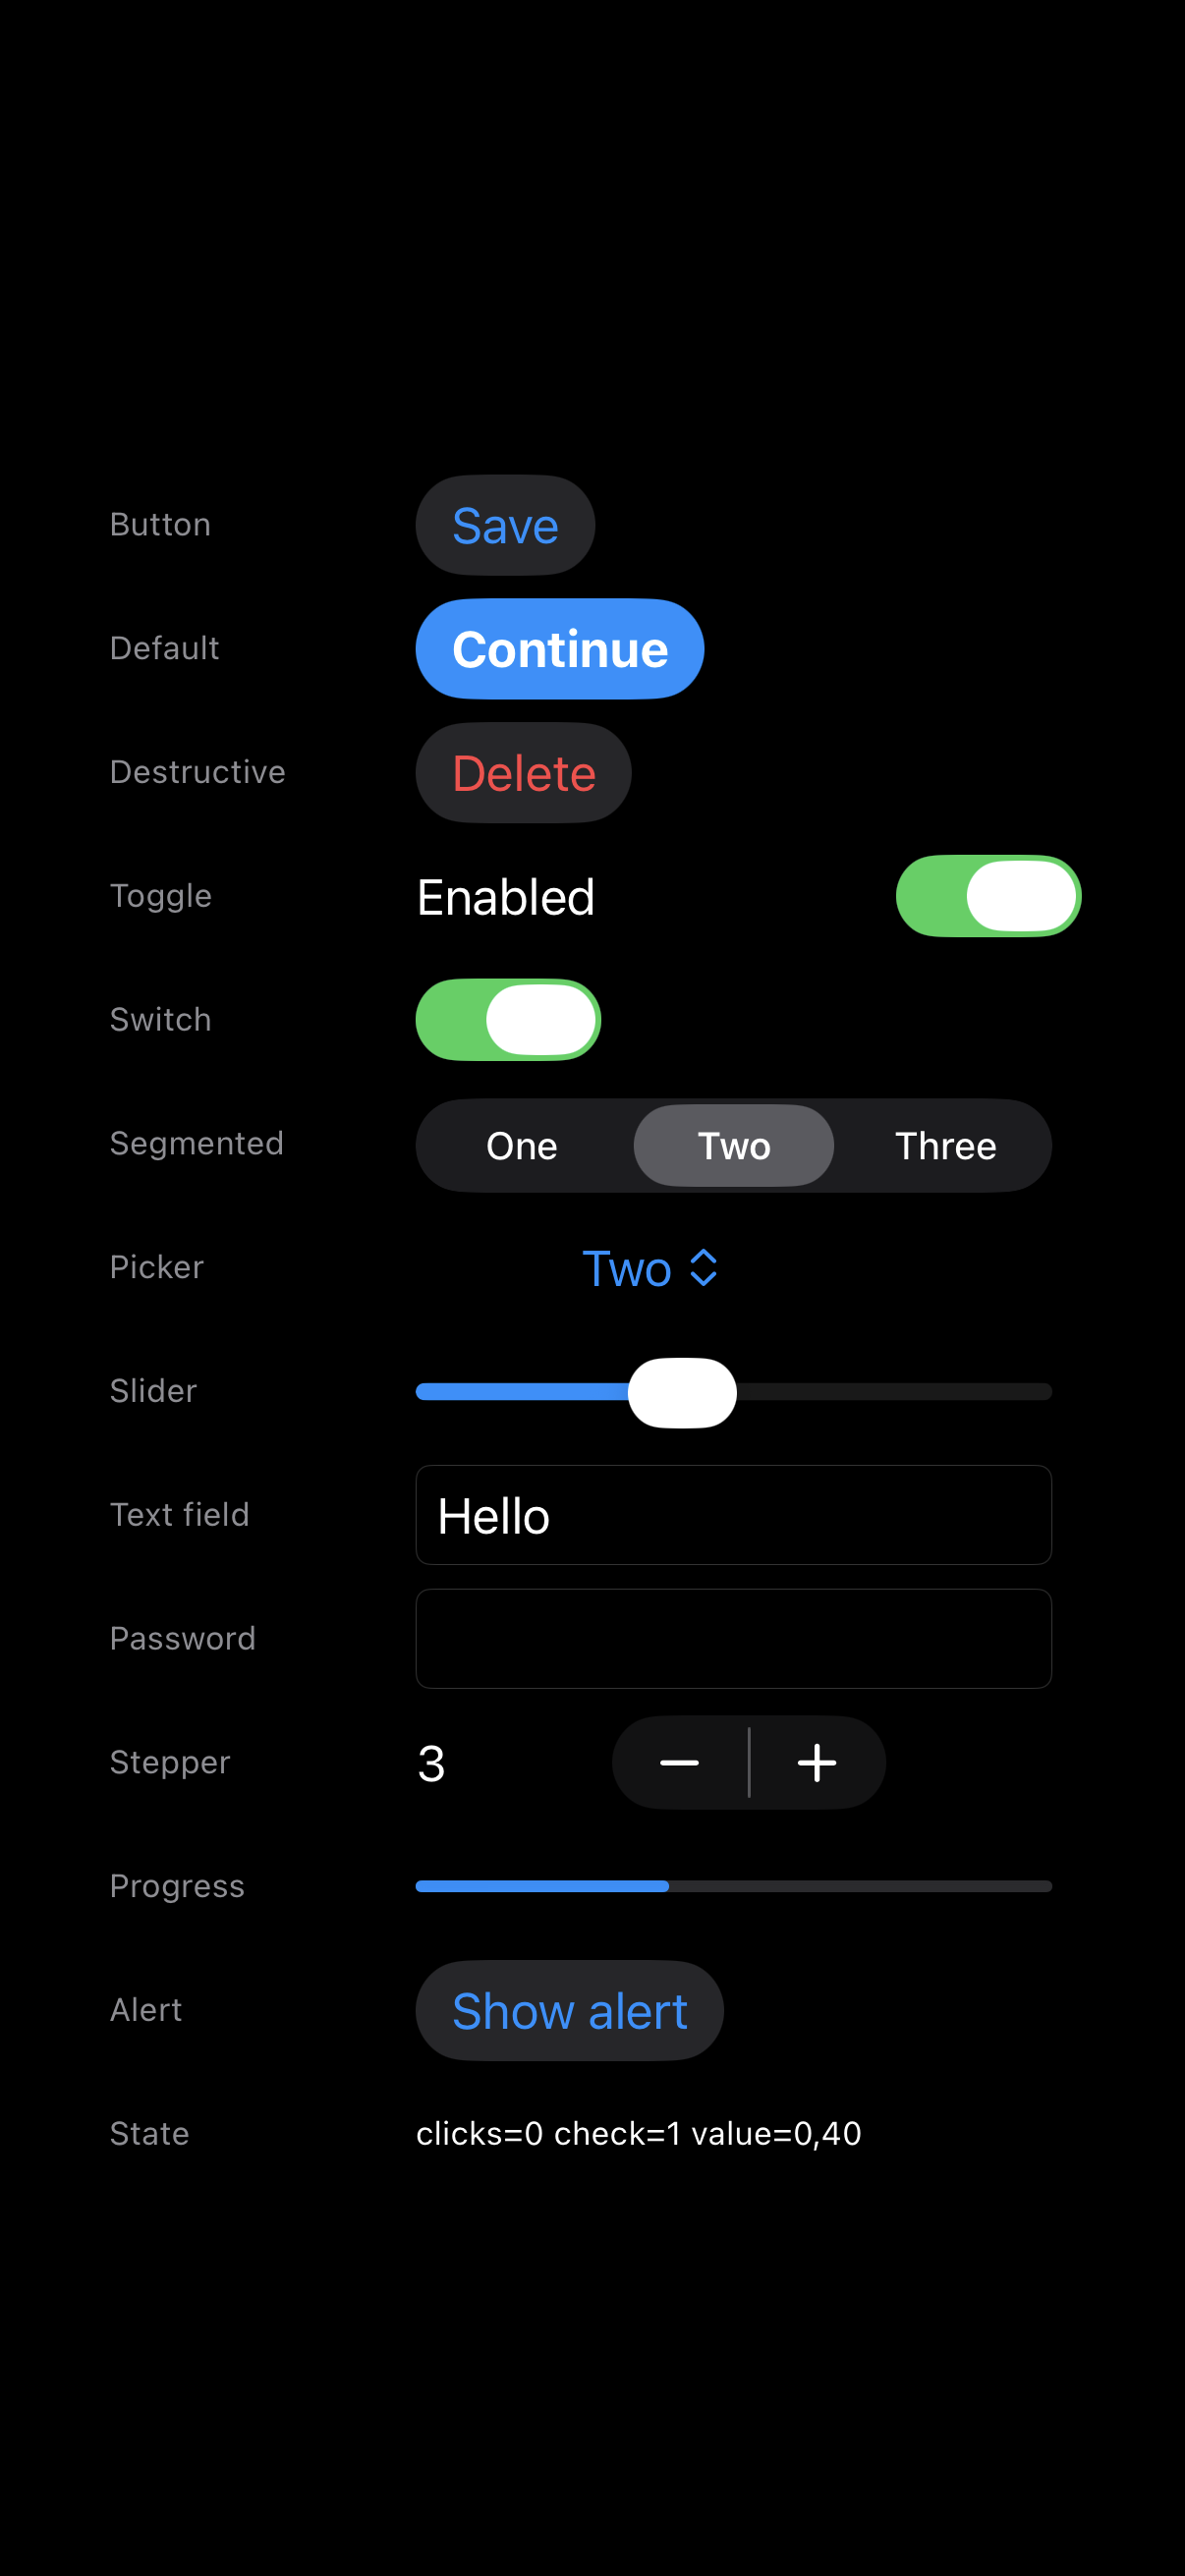 Button Save
Default Continue
Destructive Delete
Toggle Enabled
Switch
Segmented One Two Three
Picker Two
Slider
Text field Hello
Password
Stepper 3 − +
Progress
Alert Show alert
State clicks=0 check=1 value=0,40